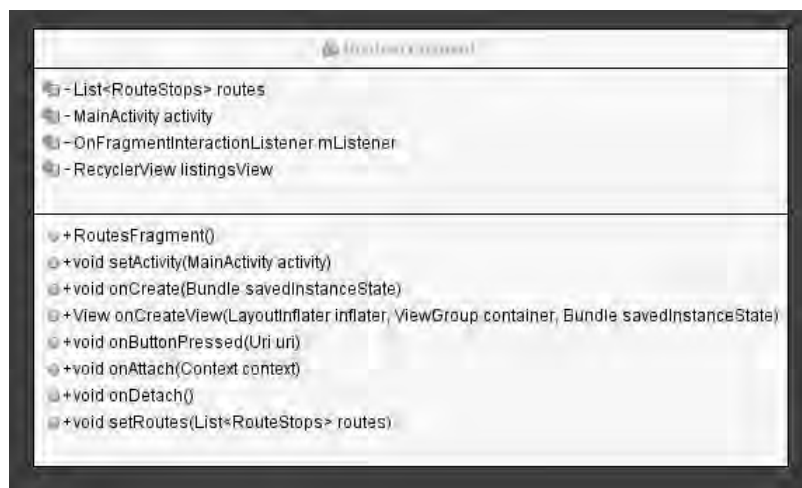 - List<RouteStops> routes
- MainActivity activity
- OnFragmentInteractionListener mListener
- RecyclerView listingsView
+RoutesFragment()
+void setActivity(MainActivity activity)
+void onCreate(Bundle savedInstanceState)
+View onCreateView(LayoutInflater inflater, ViewGroup container, Bundle savedInstanceState)
+void onButtonPressed(Uri uri)
+void onAttach(Context context)
+void onDetach()
+void setRoutes(List<RouteStops> routes)